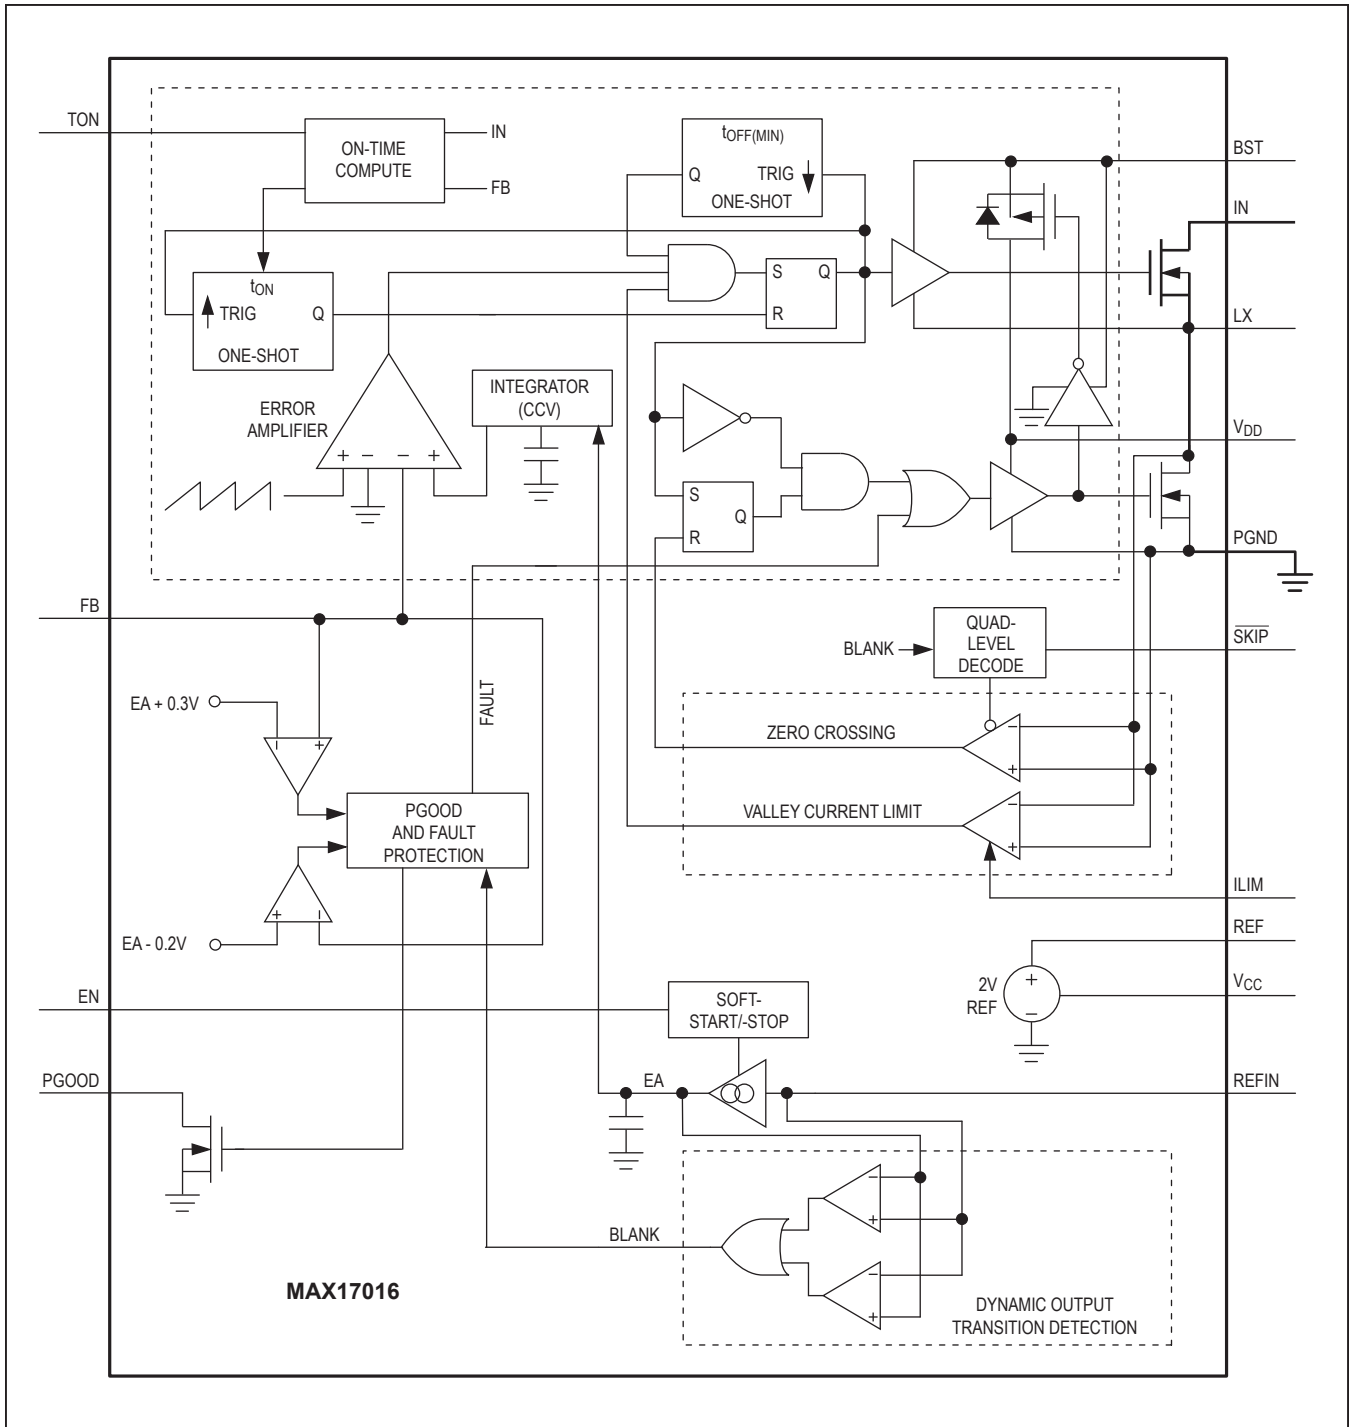 TON
ON-TIME
COMPUTE
IN
FB
tOFF(MIN)
Q
TRIG
ONE-SHOT
BST
IN
tON
TRIG
Q
ONE-SHOT
S
Q
R
LX
ERROR
AMPLIFIER
+
–
–
+
INTEGRATOR
(CCV)
VDD
S
Q
R
PGND
FB
BLANK
QUAD-
LEVEL
DECODE
SKIP
EA + 0.3V
–
+
FAULT
ZERO CROSSING
–
+
PGOOD
AND FAULT
PROTECTION
VALLEY CURRENT LIMIT
–
+
ILIM
EA - 0.2V
+
–
REF
2V
REF
+
–
VCC
EN
SOFT-
START/-STOP
PGOOD
EA
REFIN
BLANK
–
+
–
+
MAX17016
DYNAMIC OUTPUT
TRANSITION DETECTION